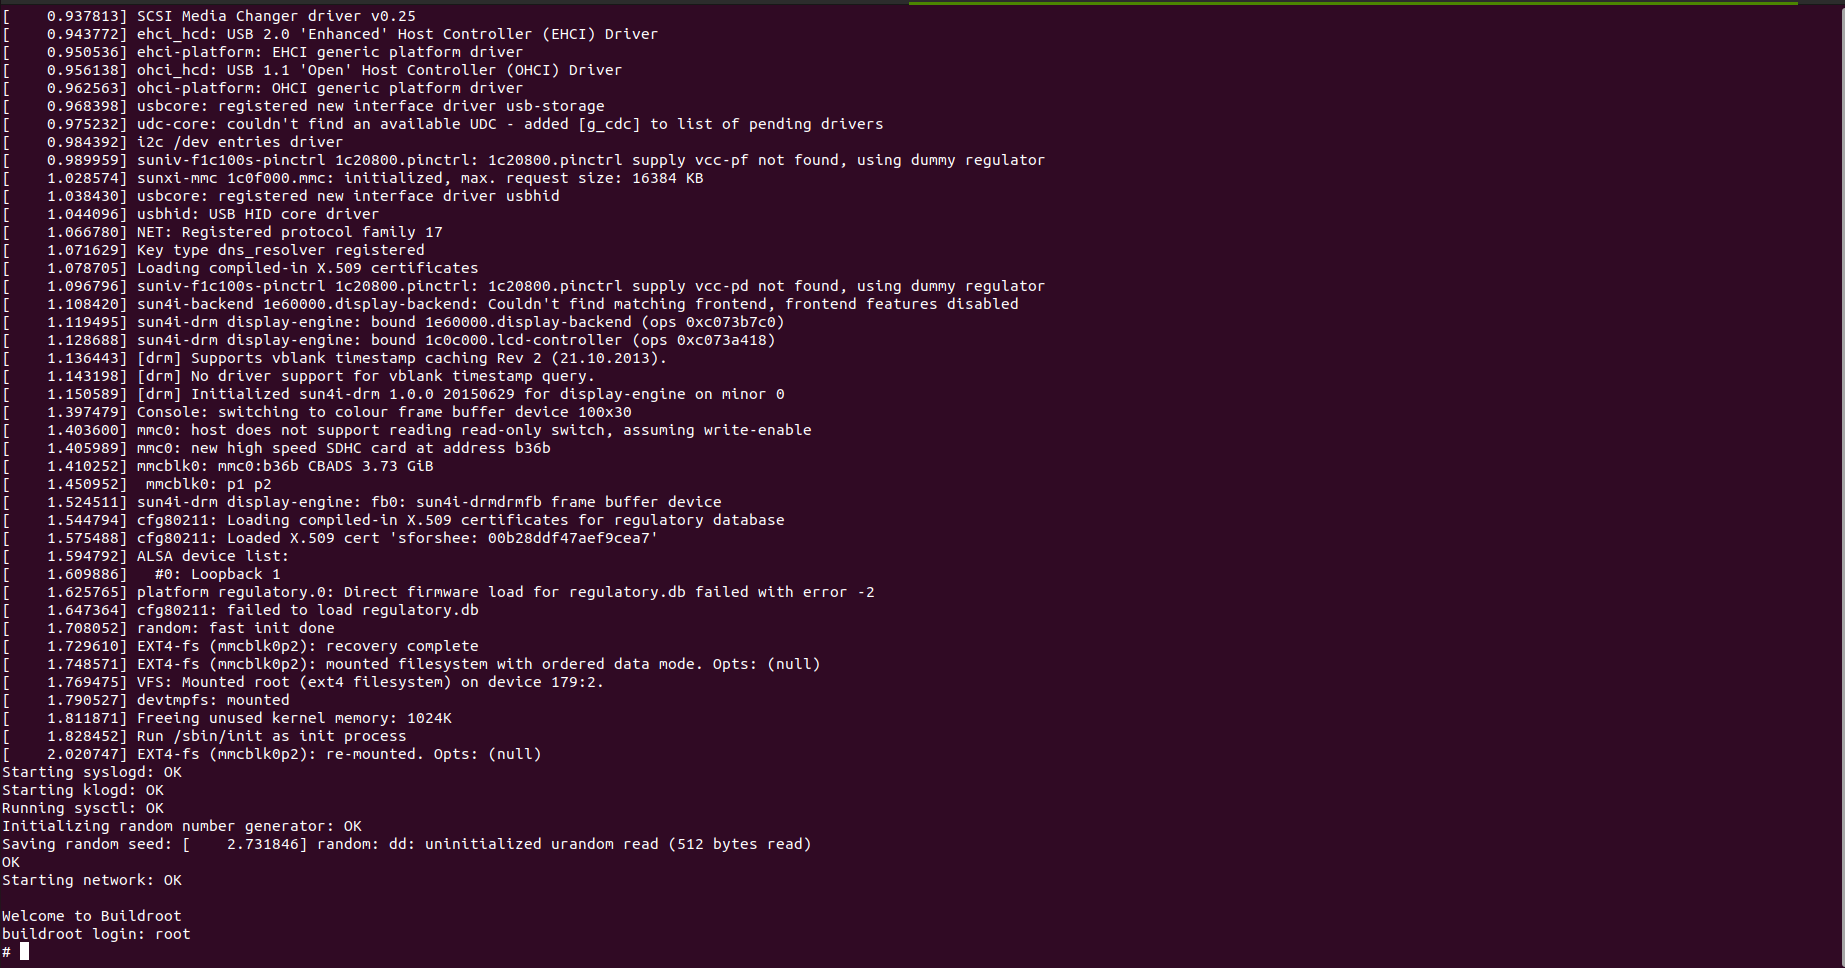 [    0.937813] SCSI Media Changer driver v0.25
[    0.943772] ehci_hcd: USB 2.0 'Enhanced' Host Controller (EHCI) Driver
[    0.950536] ehci-platform: EHCI generic platform driver
[    0.956138] ohci_hcd: USB 1.1 'Open' Host Controller (OHCI) Driver
[    0.962563] ohci-platform: OHCI generic platform driver
[    0.968398] usbcore: registered new interface driver usb-storage
[    0.975232] udc-core: couldn't find an available UDC - added [g_cdc] to list of pending drivers
[    0.984392] i2c /dev entries driver
[    0.989959] suniv-f1c100s-pinctrl 1c20800.pinctrl: 1c20800.pinctrl supply vcc-pf not found, using dummy regulator
[    1.028574] sunxi-mmc 1c0f000.mmc: initialized, max. request size: 16384 KB
[    1.038430] usbcore: registered new interface driver usbhid
[    1.044096] usbhid: USB HID core driver
[    1.066780] NET: Registered protocol family 17
[    1.071629] Key type dns_resolver registered
[    1.078705] Loading compiled-in X.509 certificates
[    1.096796] suniv-f1c100s-pinctrl 1c20800.pinctrl: 1c20800.pinctrl supply vcc-pd not found, using dummy regulator
[    1.108420] sun4i-backend 1e60000.display-backend: Couldn't find matching frontend, frontend features disabled
[    1.119495] sun4i-drm display-engine: bound 1e60000.display-backend (ops 0xc073b7c0)
[    1.128688] sun4i-drm display-engine: bound 1c0c000.lcd-controller (ops 0xc073a418)
[    1.136443] [drm] Supports vblank timestamp caching Rev 2 (21.10.2013).
[    1.143198] [drm] No driver support for vblank timestamp query.
[    1.150589] [drm] Initialized sun4i-drm 1.0.0 20150629 for display-engine on minor 0
[    1.397479] Console: switching to colour frame buffer device 100x30
[    1.403600] mmc0: host does not support reading read-only switch, assuming write-enable
[    1.405989] mmc0: new high speed SDHC card at address b36b
[    1.410252] mmcblk0: mmc0:b36b CBADS 3.73 GiB
[    1.450952]  mmcblk0: p1 p2
[    1.524511] sun4i-drm display-engine: fb0: sun4i-drmdrmfb frame buffer device
[    1.544794] cfg80211: Loading compiled-in X.509 certificates for regulatory database
[    1.575488] cfg80211: Loaded X.509 cert 'sforshee: 00b28ddf47aef9cea7'
[    1.594792] ALSA device list:
[    1.609886]   #0: Loopback 1
[    1.625765] platform regulatory.0: Direct firmware load for regulatory.db failed with error -2
[    1.647364] cfg80211: failed to load regulatory.db
[    1.708052] random: fast init done
[    1.729610] EXT4-fs (mmcblk0p2): recovery complete
[    1.748571] EXT4-fs (mmcblk0p2): mounted filesystem with ordered data mode. Opts: (null)
[    1.769475] VFS: Mounted root (ext4 filesystem) on device 179:2.
[    1.790527] devtmpfs: mounted
[    1.811871] Freeing unused kernel memory: 1024K
[    1.828452] Run /sbin/init as init process
[    2.020747] EXT4-fs (mmcblk0p2): re-mounted. Opts: (null)
Starting syslogd: OK
Starting klogd: OK
Running sysctl: OK
Initializing random number generator: OK
Saving random seed: [    2.731846] random: dd: uninitialized urandom read (512 bytes read)
OK
Starting network: OK

Welcome to Buildroot
buildroot login: root
#